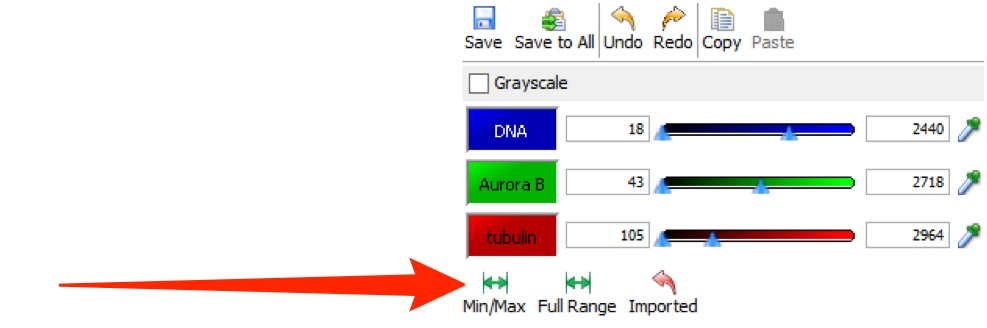 Save Save to All Undo Redo Copy Paste
Grayscale
DNA 18 2440
Aurora B 43 2718
tubulin 105 2964
Min/Max Full Range Imported